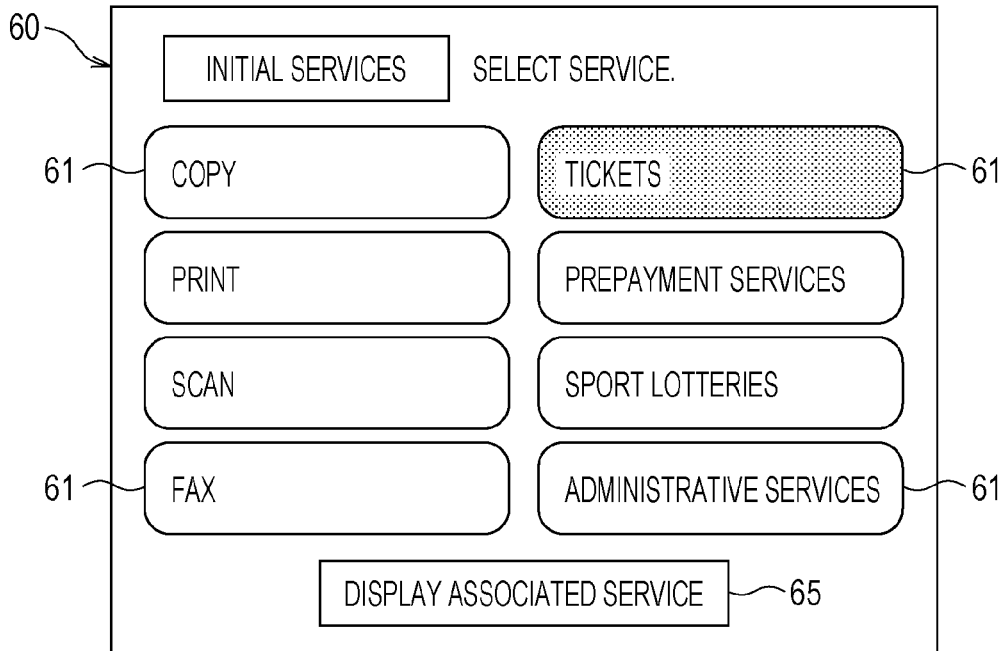 60
INITIAL SERVICES SELECT SERVICE.
61 COPY TICKETS 61
PRINT PREPAYMENT SERVICES
SCAN SPORT LOTTERIES
61 FAX ADMINISTRATIVE SERVICES 61
DISPLAY ASSOCIATED SERVICE 65